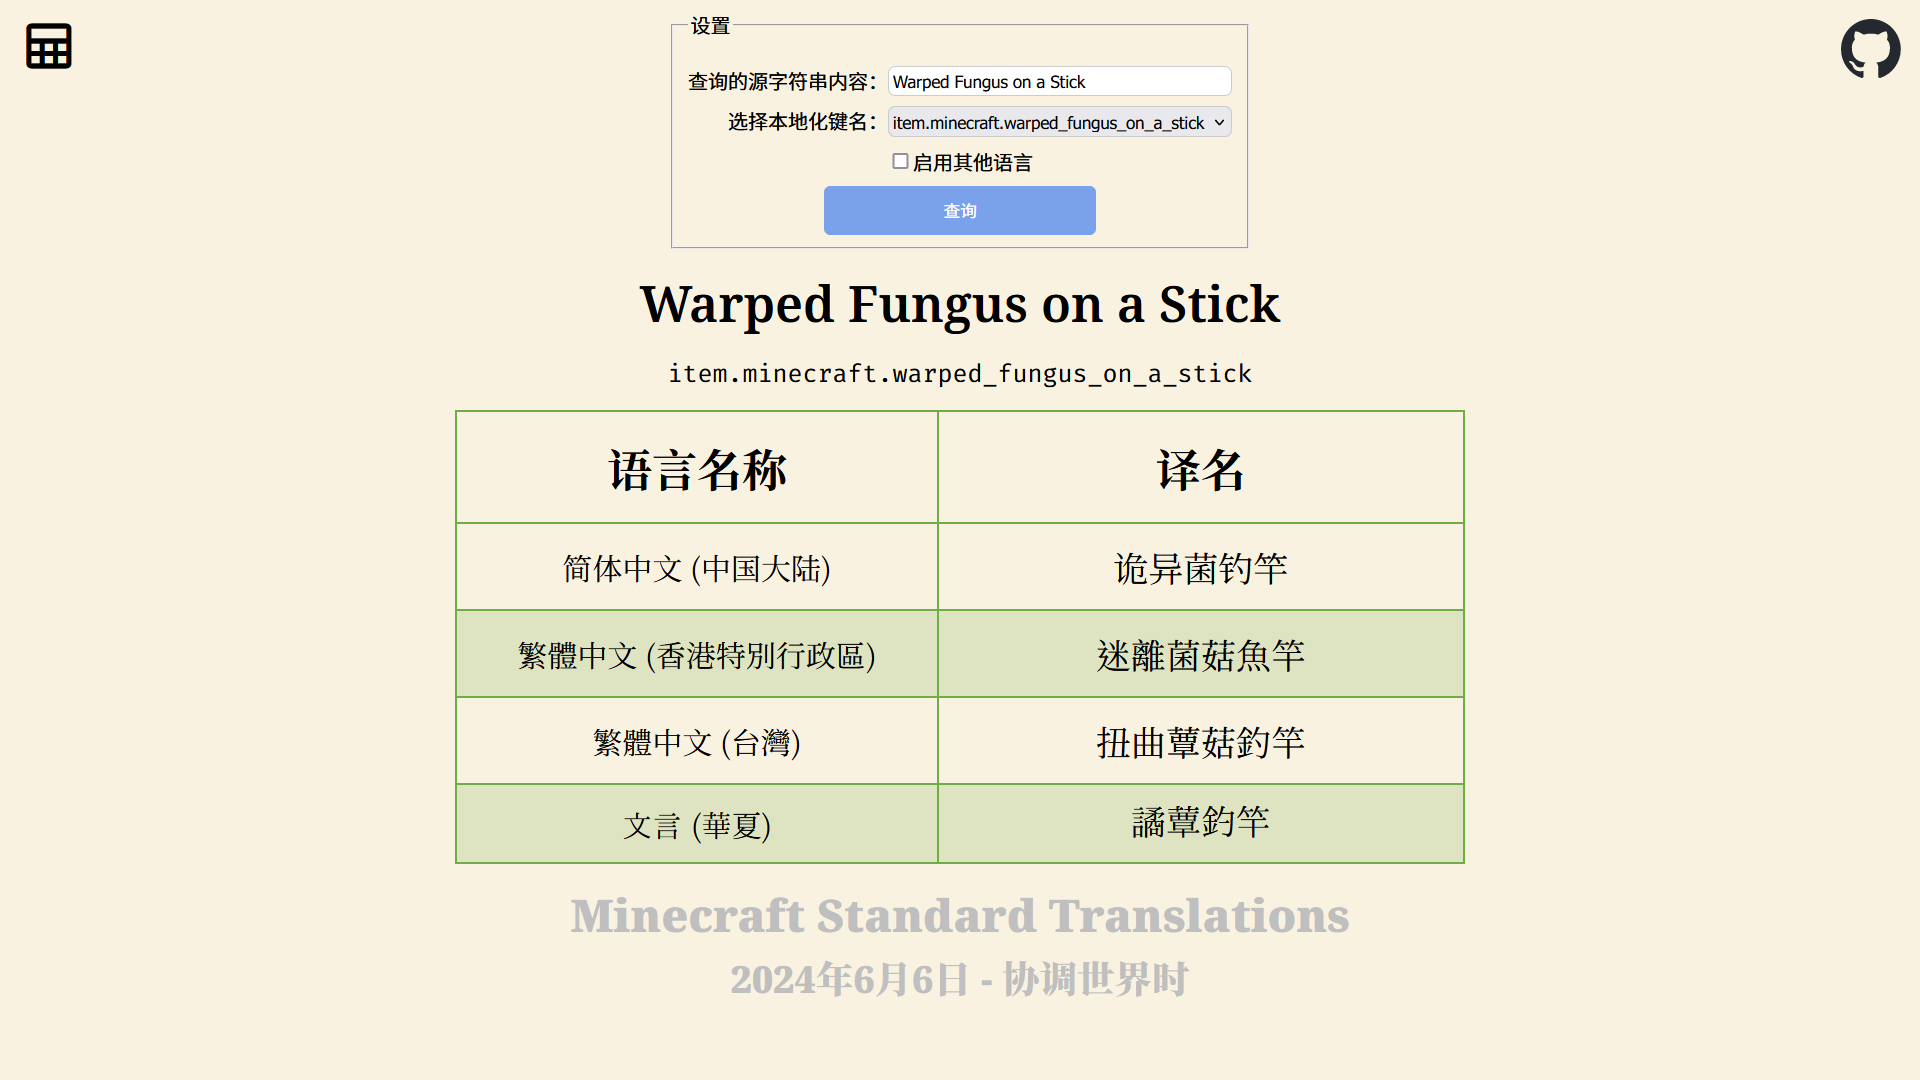 设置
查询的源字符串内容： Warped Fungus on a Stick
选择本地化键名： item.minecraft.warped_fungus_on_a_stick
启用其他语言
查询
Warped Fungus on a Stick
item.minecraft.warped_fungus_on_a_stick
语言名称 译名
简体中文 (中国大陆) 诡异菌钓竿
繁體中文 (香港特別行政區) 迷離菌菇魚竿
繁體中文 (台灣) 扭曲蕈菇釣竿
文言 (華夏) 譎蕈釣竿
Minecraft Standard Translations
2024年6月6日 - 协调世界时